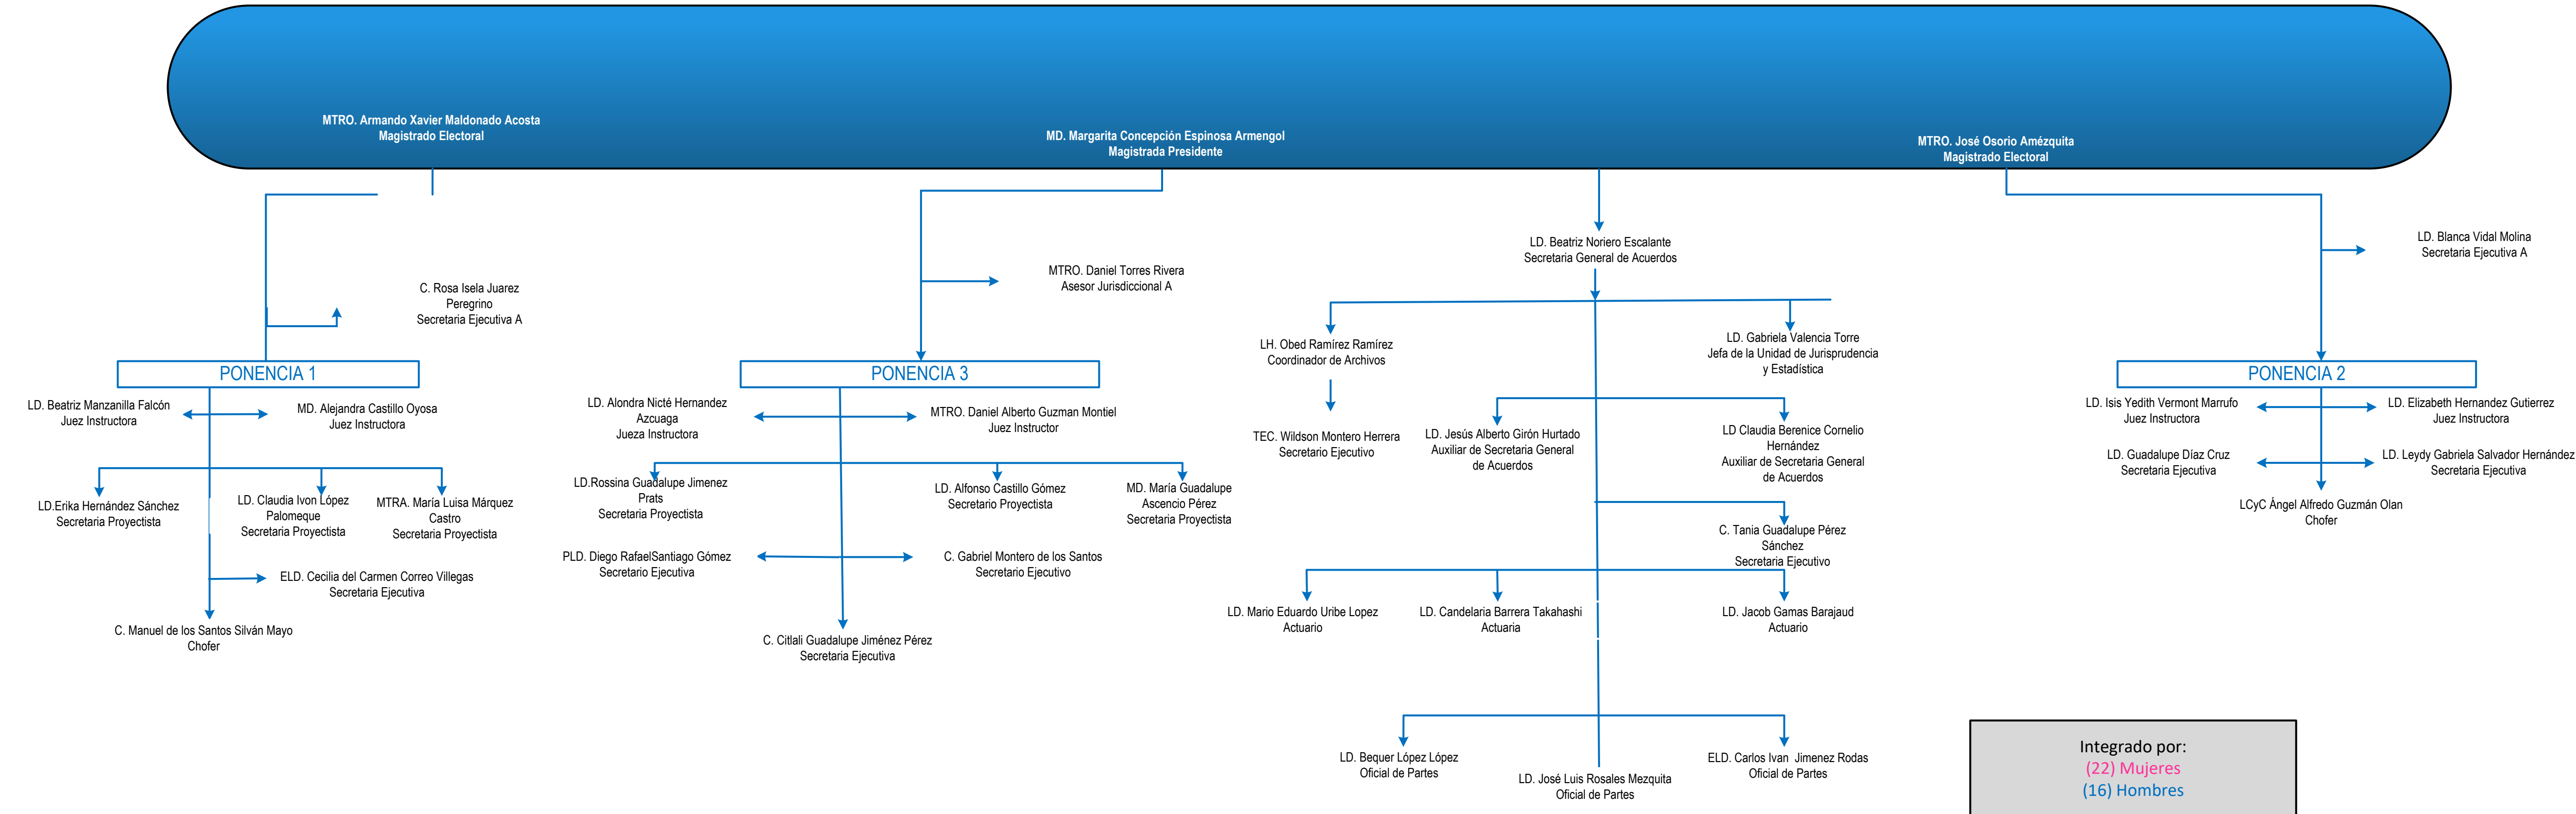 MTRO. Armando Xavier Maldonado Acosta
Magistrado Electoral
MD. Margarita Concepción Espinosa Armengol
Magistrada Presidente
MTRO. José Osorio Amézquita
Magistrado Electoral
C. Rosa Isela Juarez
Peregrino
Secretaria Ejecutiva A
PONENCIA 1
LD. Beatriz Manzanilla Falcón
Juez Instructora
MD. Alejandra Castillo Oyosa
Juez Instructora
LD.Erika Hernández Sánchez
Secretaria Proyectista
LD. Claudia Ivon López
Palomeque
Secretaria Proyectista
MTRA. María Luisa Márquez
Castro
Secretaria Proyectista
ELD. Cecilia del Carmen Correo Villegas
Secretaria Ejecutiva
C. Manuel de los Santos Silván Mayo
Chofer
MTRO. Daniel Torres Rivera
Asesor Jurisdiccional A
PONENCIA 3
LD. Alondra Nicté Hernandez
Azcuaga
Jueza Instructora
MTRO. Daniel Alberto Guzman Montiel
Juez Instructor
LD.Rossina Guadalupe Jimenez
Prats
Secretaria Proyectista
LD. Alfonso Castillo Gómez
Secretario Proyectista
MD. María Guadalupe
Ascencio Pérez
Secretaria Proyectista
PLD. Diego RafaelSantiago Gómez
Secretario Ejecutiva
C. Gabriel Montero de los Santos
Secretario Ejecutivo
C. Citlali Guadalupe Jiménez Pérez
Secretaria Ejecutiva
LD. Beatriz Noriero Escalante
Secretaria General de Acuerdos
LH. Obed Ramírez Ramírez
Coordinador de Archivos
LD. Gabriela Valencia Torre
Jefa de la Unidad de Jurisprudencia
y Estadística
TEC. Wildson Montero Herrera
Secretario Ejecutivo
LD. Jesús Alberto Girón Hurtado
Auxiliar de Secretaria General
de Acuerdos
LD Claudia Berenice Cornelio
Hernández
Auxiliar de Secretaria General
de Acuerdos
C. Tania Guadalupe Pérez
Sánchez
Secretaria Ejecutivo
LD. Mario Eduardo Uribe Lopez
Actuario
LD. Candelaria Barrera Takahashi
Actuaria
LD. Jacob Gamas Barajaud
Actuario
LD. Bequer López López
Oficial de Partes
LD. José Luis Rosales Mezquita
Oficial de Partes
ELD. Carlos Ivan  Jimenez Rodas
Oficial de Partes
LD. Blanca Vidal Molina
Secretaria Ejecutiva A
PONENCIA 2
LD. Isis Yedith Vermont Marrufo
Juez Instructora
LD. Elizabeth Hernandez Gutierrez
Juez Instructora
LD. Guadalupe Díaz Cruz
Secretaria Ejecutiva
LD. Leydy Gabriela Salvador Hernández
Secretaria Ejecutiva
LCyC Ángel Alfredo Guzmán Olan
Chofer
Integrado por:
(22) Mujeres
(16) Hombres